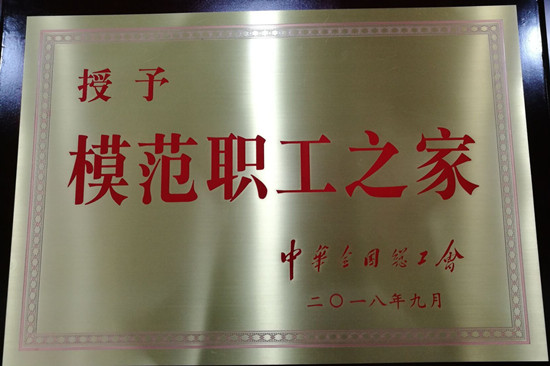 授予
模范职工之家
中华全国总工会
二〇一八年九月